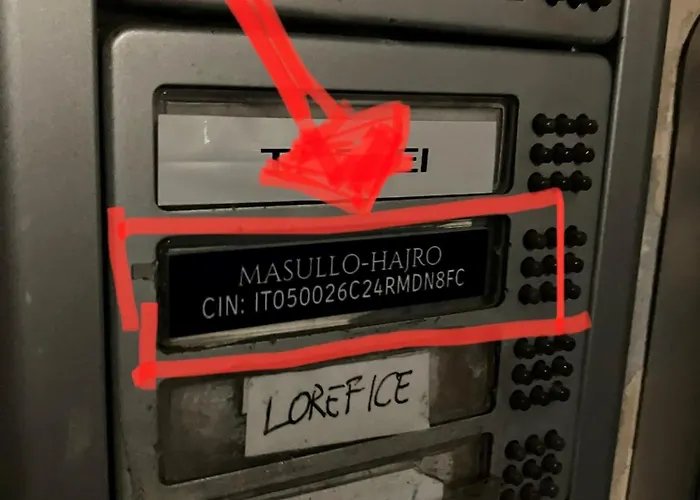 MASULLO-HAJRO
CIN: IT050026C24RMDN8FC
LOREFICE